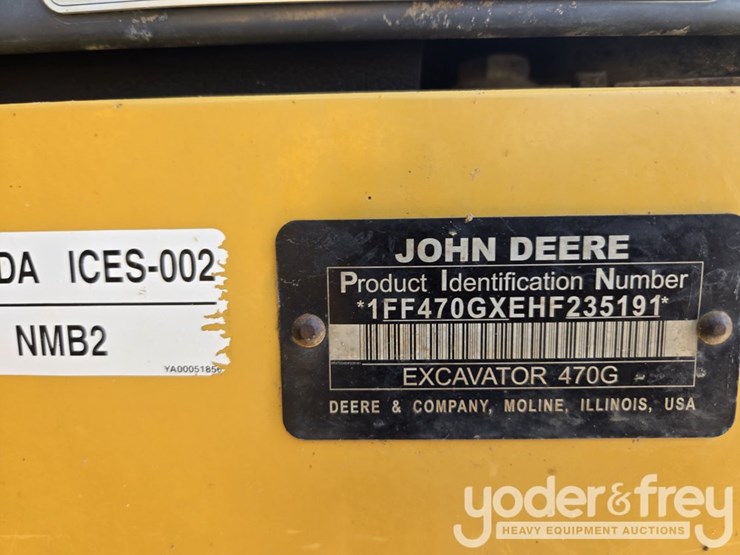 DA ICES-002
NMB2
YA00051856
JOHN DEERE
Product Identification Number
*1FF470GXEHF235191*
EXCAVATOR 470G
DEERE & COMPANY, MOLINE, ILLINOIS, USA
yoder&frey
HEAVY EQUIPMENT AUCTIONS